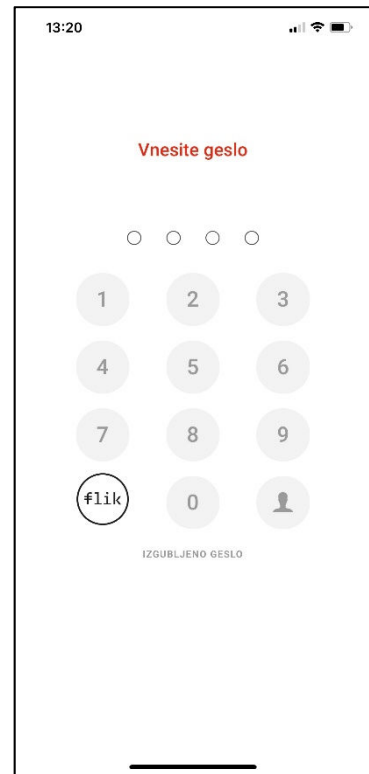 13:20
Vnesite geslo
1 2 3
4 5 6
7 8 9
flik 0
IZGUBLJENO GESLO